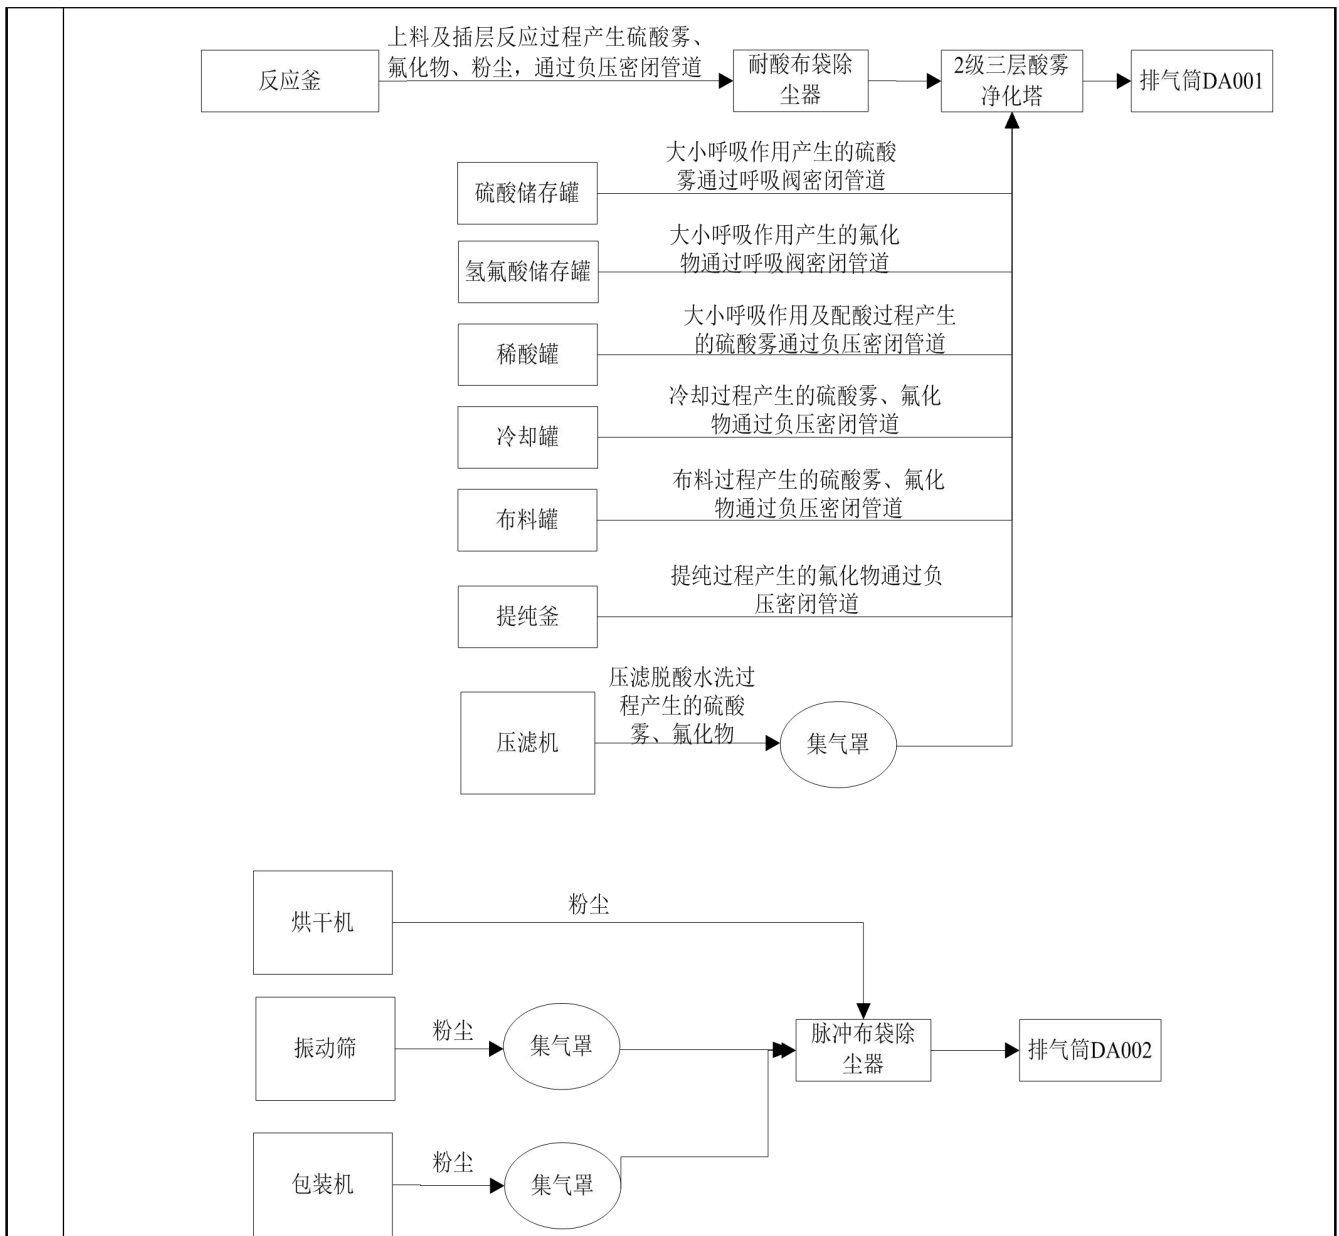 上料及插层反应过程产生硫酸雾、
氟化物、粉尘，通过负压密闭管道
反应釜
耐酸布袋除
尘器
2级三层酸雾
净化塔
排气筒DA001
大小呼吸作用产生的硫酸
雾通过呼吸阀密闭管道
硫酸储存罐
大小呼吸作用产生的氟化
物通过呼吸阀密闭管道
氢氟酸储存罐
大小呼吸作用及配酸过程产生
的硫酸雾通过负压密闭管道
稀酸罐
冷却过程产生的硫酸雾、氟化
物通过负压密闭管道
冷却罐
布料过程产生的硫酸雾、氟化
物通过负压密闭管道
布料罐
提纯过程产生的氟化物通过负
压密闭管道
提纯釜
压滤脱酸水洗过
程产生的硫酸
雾、氟化物
压滤机
集气罩
烘干机
粉尘
振动筛
粉尘
集气罩
脉冲布袋除
尘器
排气筒DA002
包装机
粉尘
集气罩